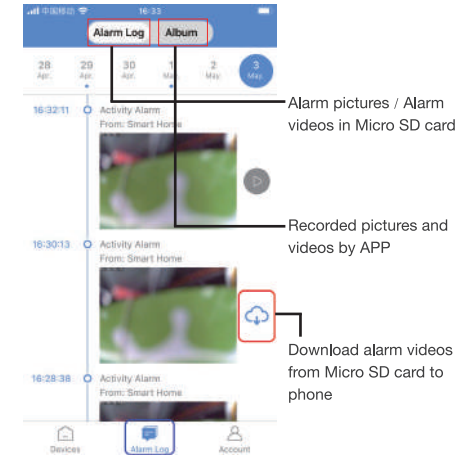 中国移动 16:33
Alarm Log Album
28 29 30 1 2 3
Apr. Apr. Apr. May. May. May.
16:32:11 Activity Alarm
From: Smart Home
Alarm pictures / Alarm
videos in Micro SD card
16:30:13 Activity Alarm
From: Smart Home
Recorded pictures and
videos by APP
Download alarm videos
from Micro SD card to
phone
16:28:38 Activity Alarm
From: Smart Home
Devices Alarm Log Account